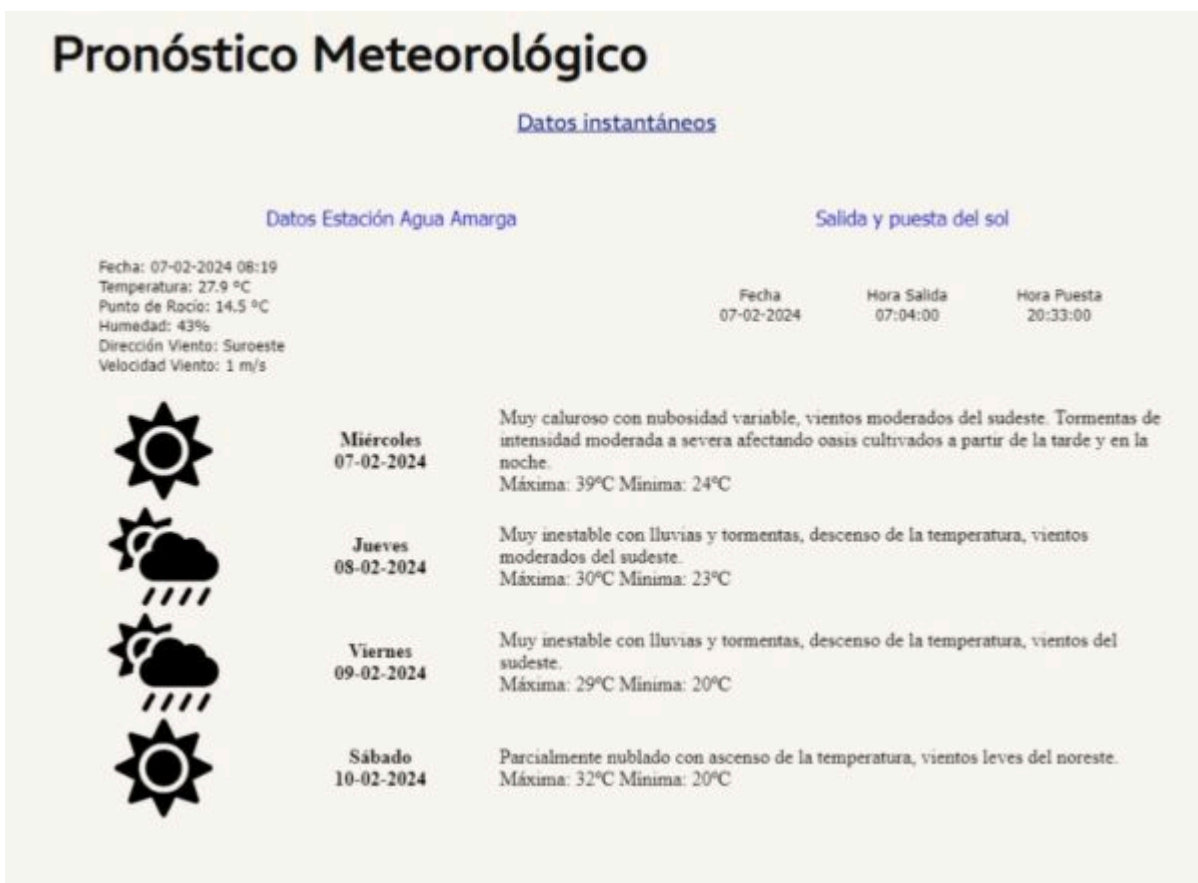 Pronóstico Meteorológico
Datos instantáneos
Datos Estación Agua Amarga
Fecha: 07-02-2024 08:19
Temperatura: 27.9 ºC
Punto de Rocío: 14.5 ºC
Humedad: 43%
Dirección Viento: Suroeste
Velocidad Viento: 1 m/s
Salida y puesta del sol
Fecha Hora Salida Hora Puesta
07-02-2024 07:04:00 20:33:00
Miércoles
07-02-2024
Muy caluroso con nubosidad variable, vientos moderados del sudeste. Tormentas de
intensidad moderada a severa afectando oasis cultivados a partir de la tarde y en la
noche.
Máxima: 39ºC Mínima: 24ºC
Jueves
08-02-2024
Muy inestable con lluvias y tormentas, descenso de la temperatura, vientos
moderados del sudeste.
Máxima: 30ºC Mínima: 23ºC
Viernes
09-02-2024
Muy inestable con lluvias y tormentas, descenso de la temperatura, vientos del
sudeste.
Máxima: 29ºC Mínima: 20ºC
Sábado
10-02-2024
Parcialmente nublado con ascenso de la temperatura, vientos leves del noreste.
Máxima: 32ºC Mínima: 20ºC